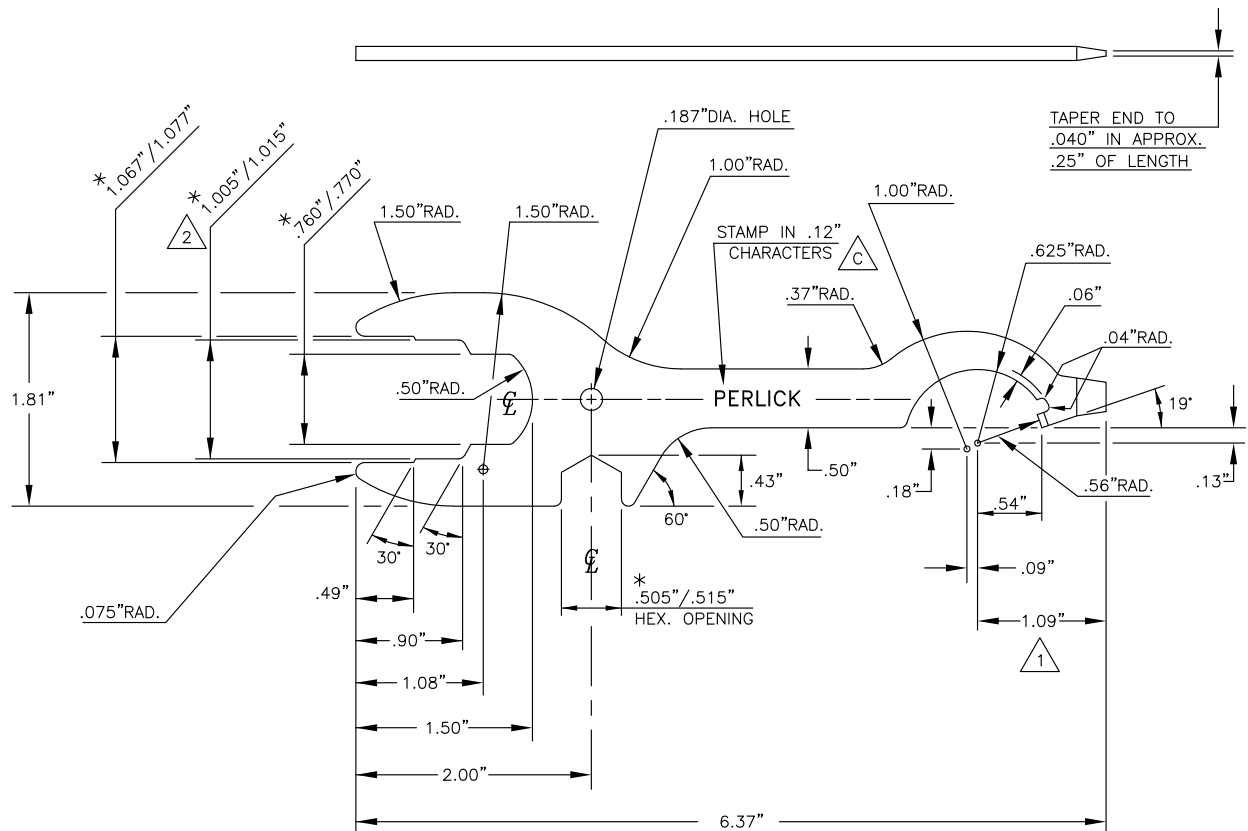 TAPER END TO
.040” IN APPROX.
.25” OF LENGTH
.187”DIA. HOLE
*1.067”/1.077”
*1.005”/1.015”
2
*.760”/.770”
1.00”RAD.
1.00”RAD.
1.50”RAD.
1.50”RAD.
STAMP IN .12”
CHARACTERS
C
.625”RAD.
.37”RAD.
.06”
.04”RAD.
1.81”
.50”RAD.
℄
PERLICK
19°
.43”
.50”
.18”
.56”RAD.
.13”
.54”
60°
.50”RAD.
30°
30°
℄
.09”
.49”
*
.505”/.515”
HEX. OPENING
.075”RAD.
1.09”
.90”
1
1.08”
1.50”
2.00”
6.37”